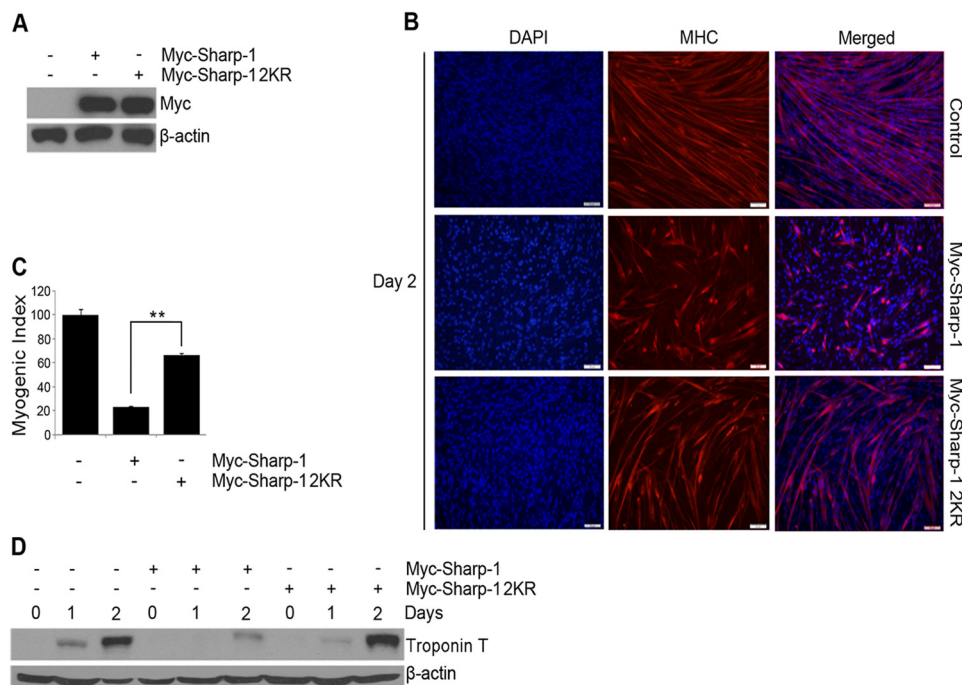 A
- + - Myc-Sharp-1
- - + Myc-Sharp-12KR
Myc
β-actin
B
DAPI MHC Merged
Control
Day 2
Myc-Sharp-1
Myc-Sharp-1 2KR
C
Myogenic Index
120
100
80
60
40
20
0
**
- + - Myc-Sharp-1
- - + Myc-Sharp-12KR
D
- - - + + + - - - Myc-Sharp-1
- - - - - - + + + Myc-Sharp-12KR
0 1 2 0 1 2 0 1 2 Days
Troponin T
β-actin